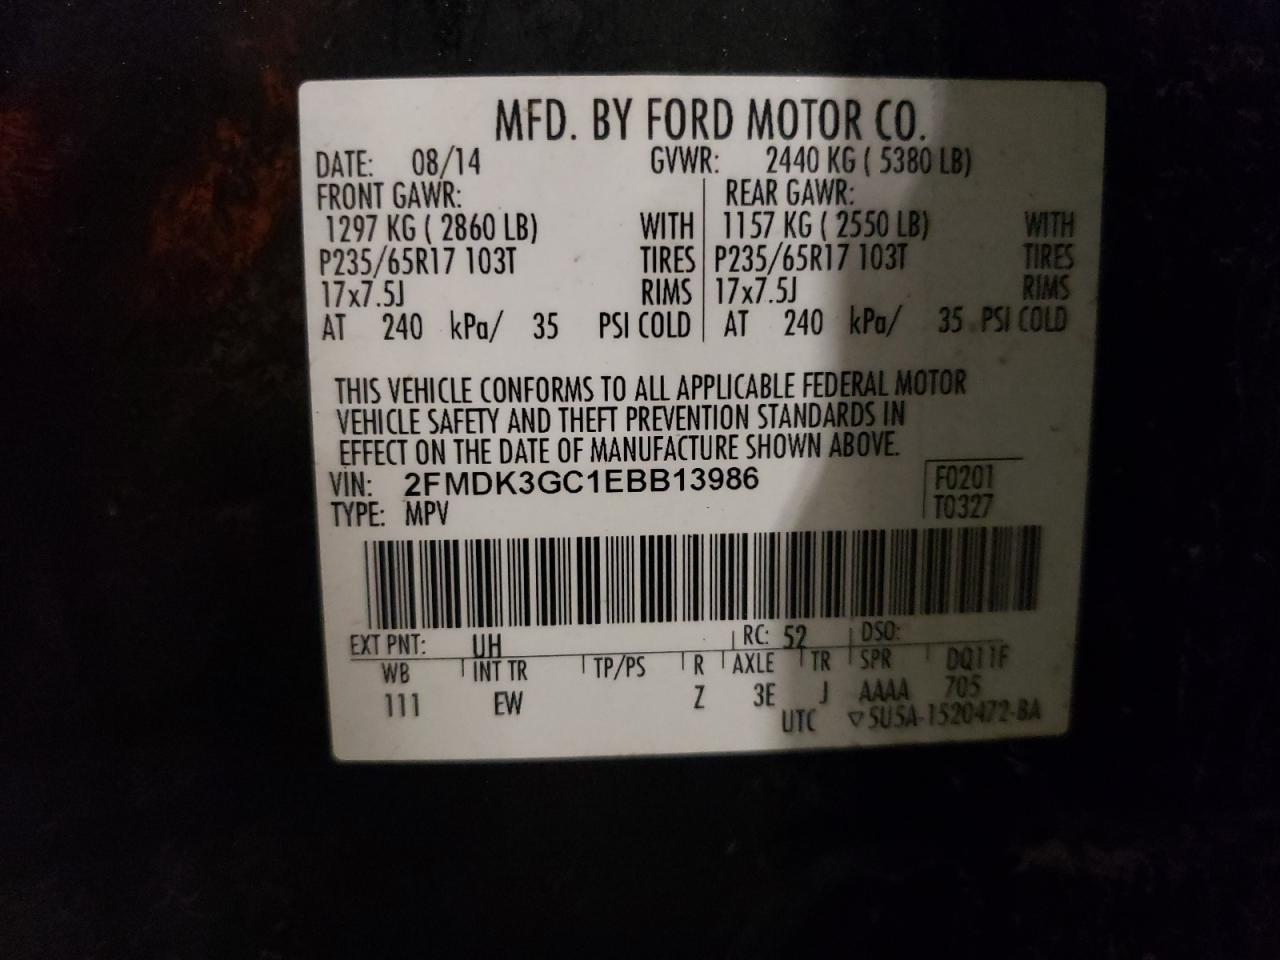 MFD. BY FORD MOTOR CO.
DATE: 08/14 GVWR: 2440 KG ( 5380 LB)
FRONT GAWR: REAR GAWR:
1297 KG ( 2860 LB) WITH 1157 KG ( 2550 LB) WITH
P235/65R17 103T TIRES P235/65R17 103T TIRES
17x7.5J RIMS 17x7.5J RIMS
AT 240 kPa/ 35 PSI COLD AT 240 kPa/ 35 PSI COLD
THIS VEHICLE CONFORMS TO ALL APPLICABLE FEDERAL MOTOR
VEHICLE SAFETY AND THEFT PREVENTION STANDARDS IN
EFFECT ON THE DATE OF MANUFACTURE SHOWN ABOVE.
VIN: 2FMDK3GC1EBB13986 F0201
TYPE: MPV T0327
EXT PNT: UH RC: 52 DSO:
WB INT TR TP/PS R AXLE TR SPR DQ11F
111 EW Z 3E J AAAA 705
UTC ▽5U5A-1520472-BA